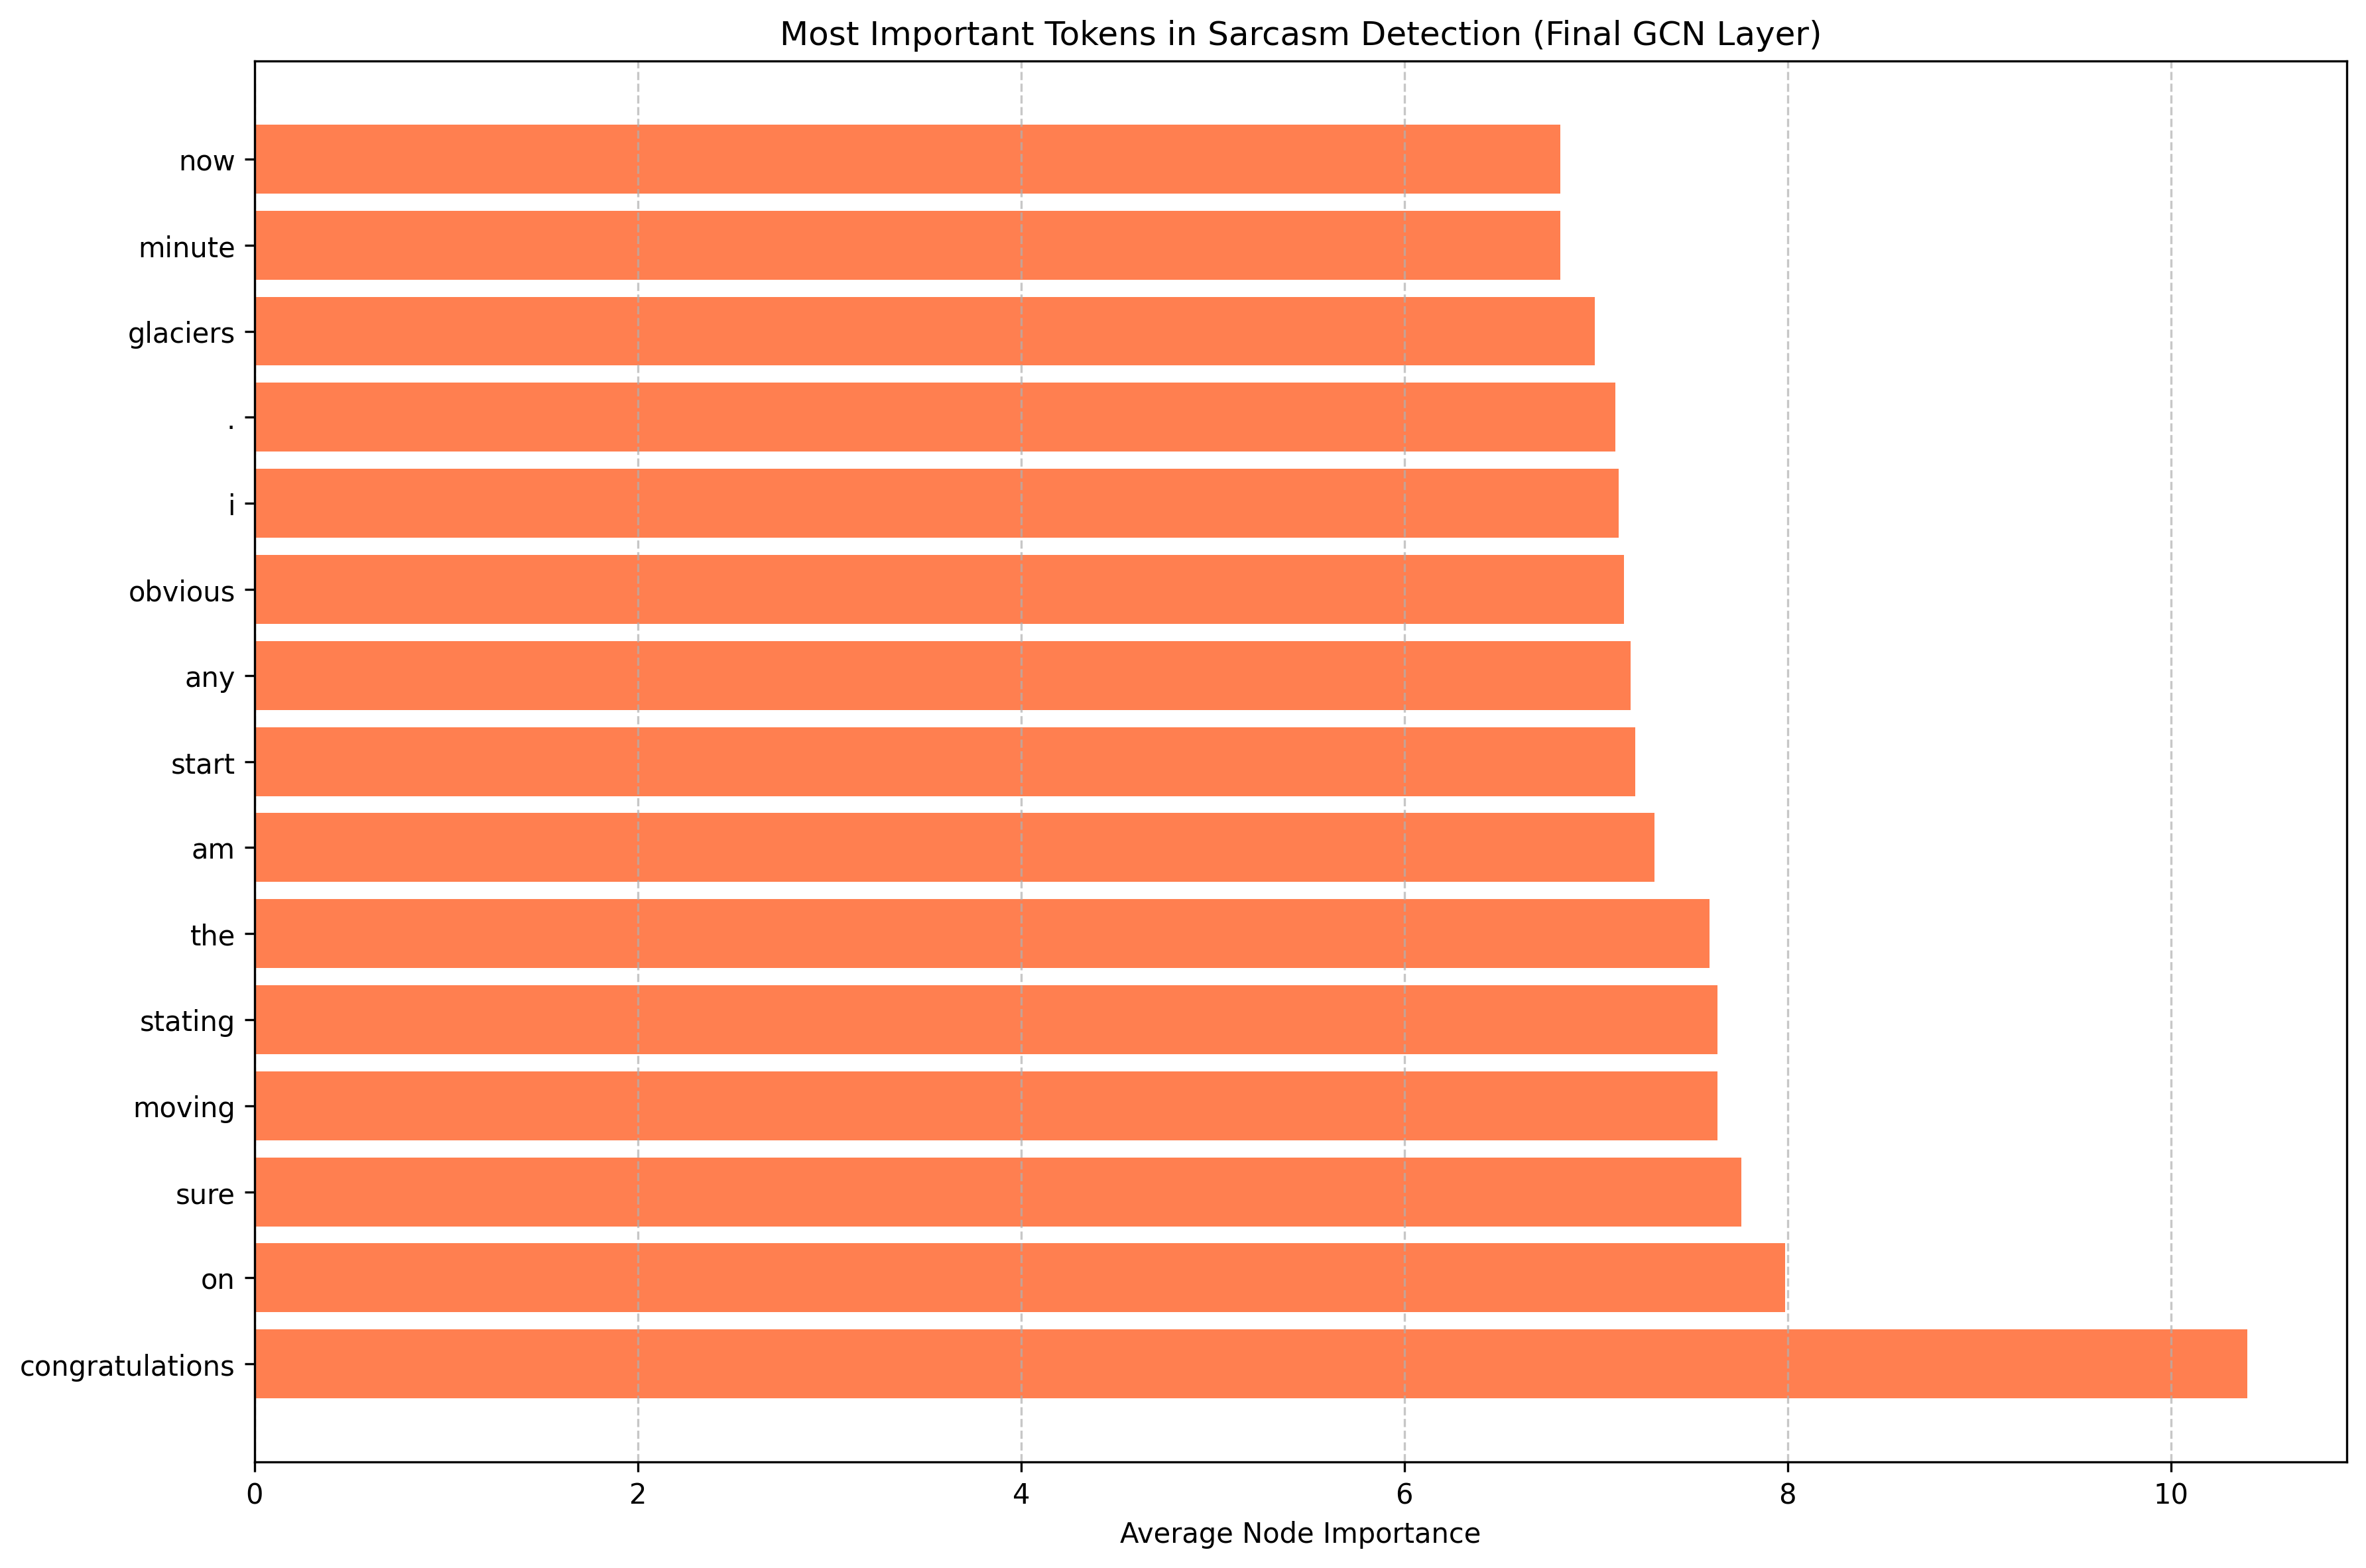 Most Important Tokens in Sarcasm Detection (Final GCN Layer)
now
minute
glaciers
.
i
obvious
any
start
am
the
stating
moving
sure
on
congratulations
0 2 4 6 8 10
Average Node Importance